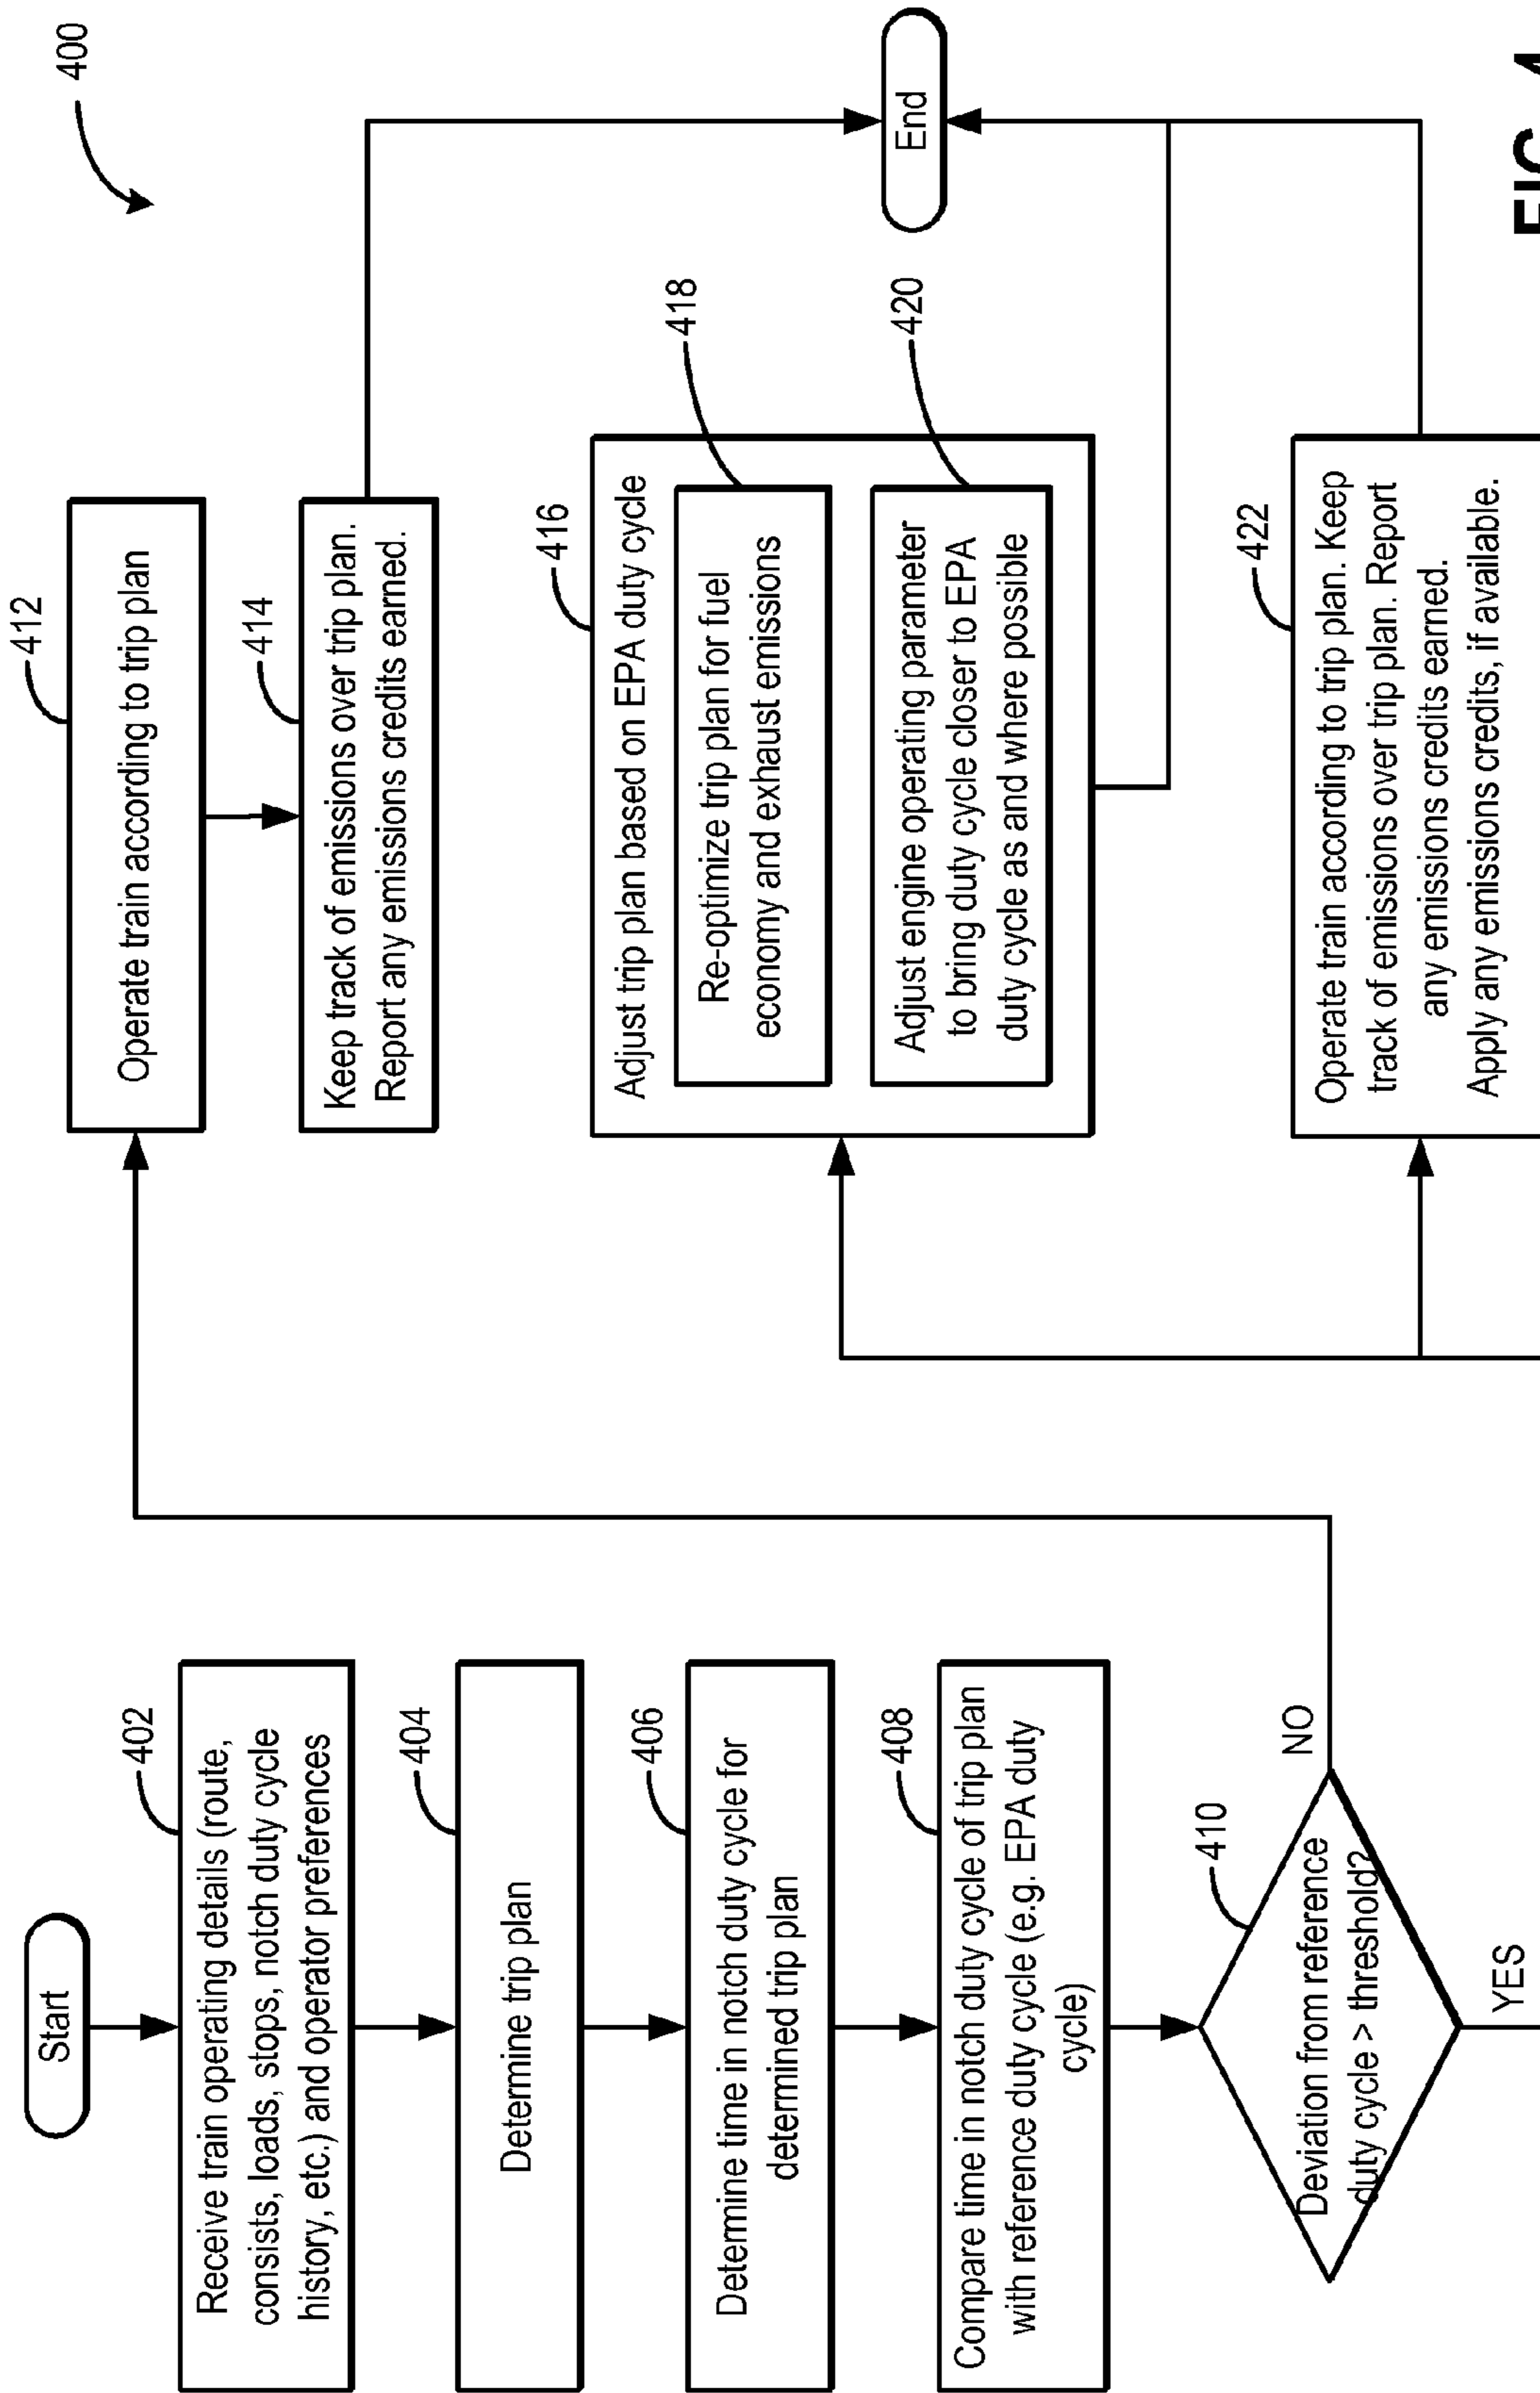 400
Start
402
Receive train operating details (route,
consists, loads, stops, notch duty cycle
history, etc.) and operator preferences
404
Determine trip plan
406
Determine time in notch duty cycle for
determined trip plan
408
Compare time in notch duty cycle of trip plan
with reference duty cycle (e.g. EPA duty
cycle)
410
Deviation from reference
duty cycle > threshold?
NO
YES
412
Operate train according to trip plan
414
Keep track of emissions over trip plan.
Report any emissions credits earned.
416
Adjust trip plan based on EPA duty cycle
418
Re-optimize trip plan for fuel
economy and exhaust emissions
420
Adjust engine operating parameter
to bring duty cycle closer to EPA
duty cycle as and where possible
422
Operate train according to trip plan. Keep
track of emissions over trip plan. Report
any emissions credits earned.
Apply any emissions credits, if available.
End
FIG. 4